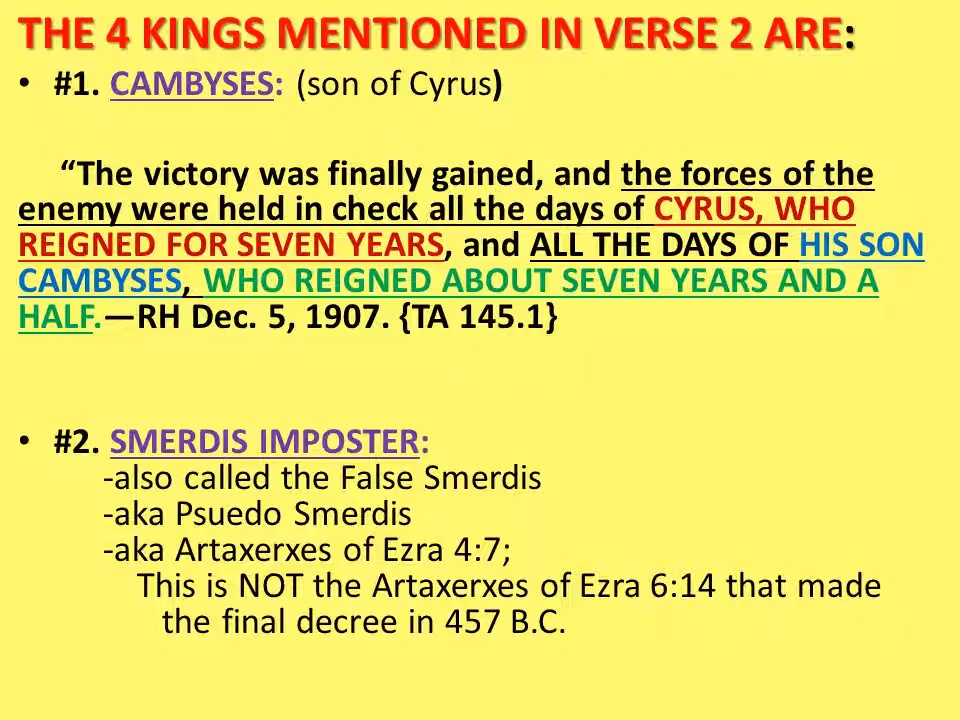 THE 4 KINGS MENTIONED IN VERSE 2 ARE:
• #1. CAMBYSES: (son of Cyrus)
“The victory was finally gained, and the forces of the
enemy were held in check all the days of CYRUS, WHO
REIGNED FOR SEVEN YEARS, and ALL THE DAYS OF HIS SON
CAMBYSES, WHO REIGNED ABOUT SEVEN YEARS AND A
HALF.—RH Dec. 5, 1907. {TA 145.1}
• #2. SMERDIS IMPOSTER:
-also called the False Smerdis
-aka Psuedo Smerdis
-aka Artaxerxes of Ezra 4:7;
This is NOT the Artaxerxes of Ezra 6:14 that made
the final decree in 457 B.C.